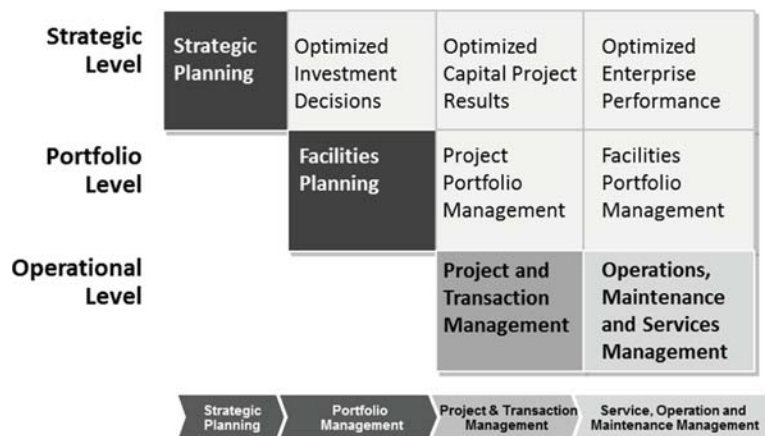 Strategic
Level
Strategic
Planning
Optimized
Investment
Decisions
Optimized
Capital Project
Results
Optimized
Enterprise
Performance
Portfolio
Level
Facilities
Planning
Project
Portfolio
Management
Facilities
Portfolio
Management
Operational
Level
Project and
Transaction
Management
Operations,
Maintenance
and Services
Management
Strategic
Planning
Portfolio
Management
Project & Transaction
Management
Service, Operation and
Maintenance Management